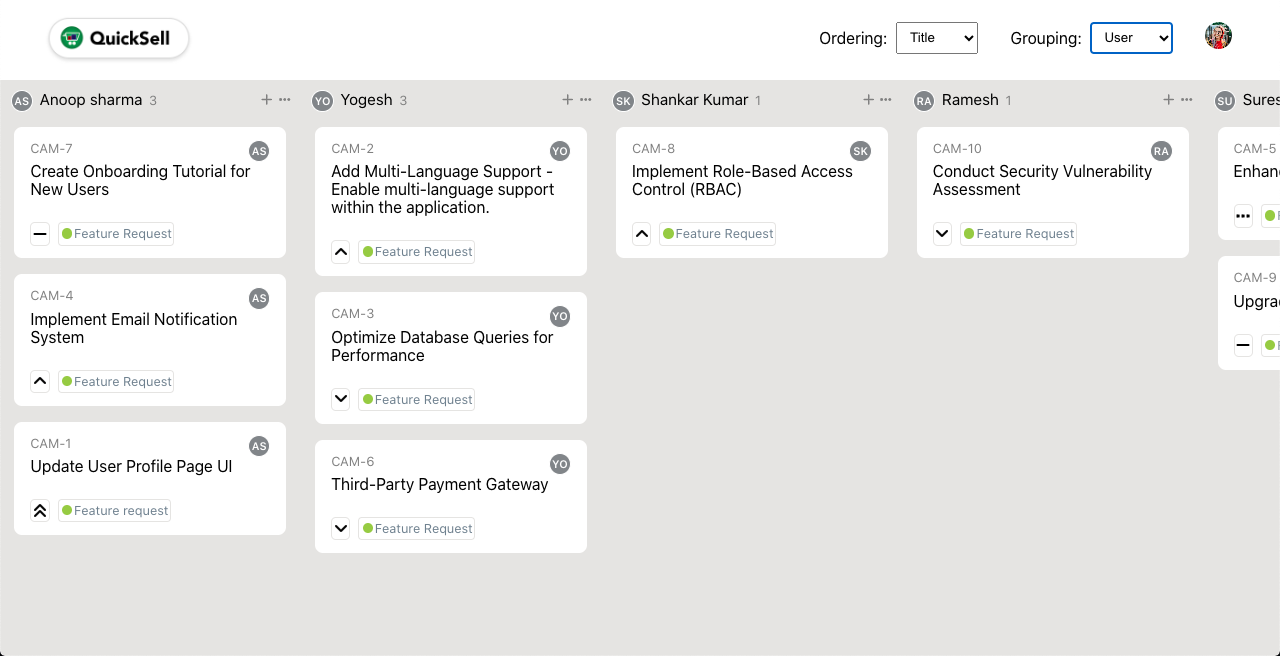 QuickSell
Ordering: Title
Grouping: User
AS Anoop sharma 3
CAM-7 AS
Create Onboarding Tutorial for
New Users
Feature Request
CAM-4 AS
Implement Email Notification
System
Feature Request
CAM-1 AS
Update User Profile Page UI
Feature request
YO Yogesh 3
CAM-2 YO
Add Multi-Language Support -
Enable multi-language support
within the application.
Feature Request
CAM-3 YO
Optimize Database Queries for
Performance
Feature Request
CAM-6 YO
Third-Party Payment Gateway
Feature Request
SK Shankar Kumar 1
CAM-8 SK
Implement Role-Based Access
Control (RBAC)
Feature Request
RA Ramesh 1
CAM-10 RA
Conduct Security Vulnerability
Assessment
Feature Request
SU Sures
CAM-5
Enhan
CAM-9
Upgra